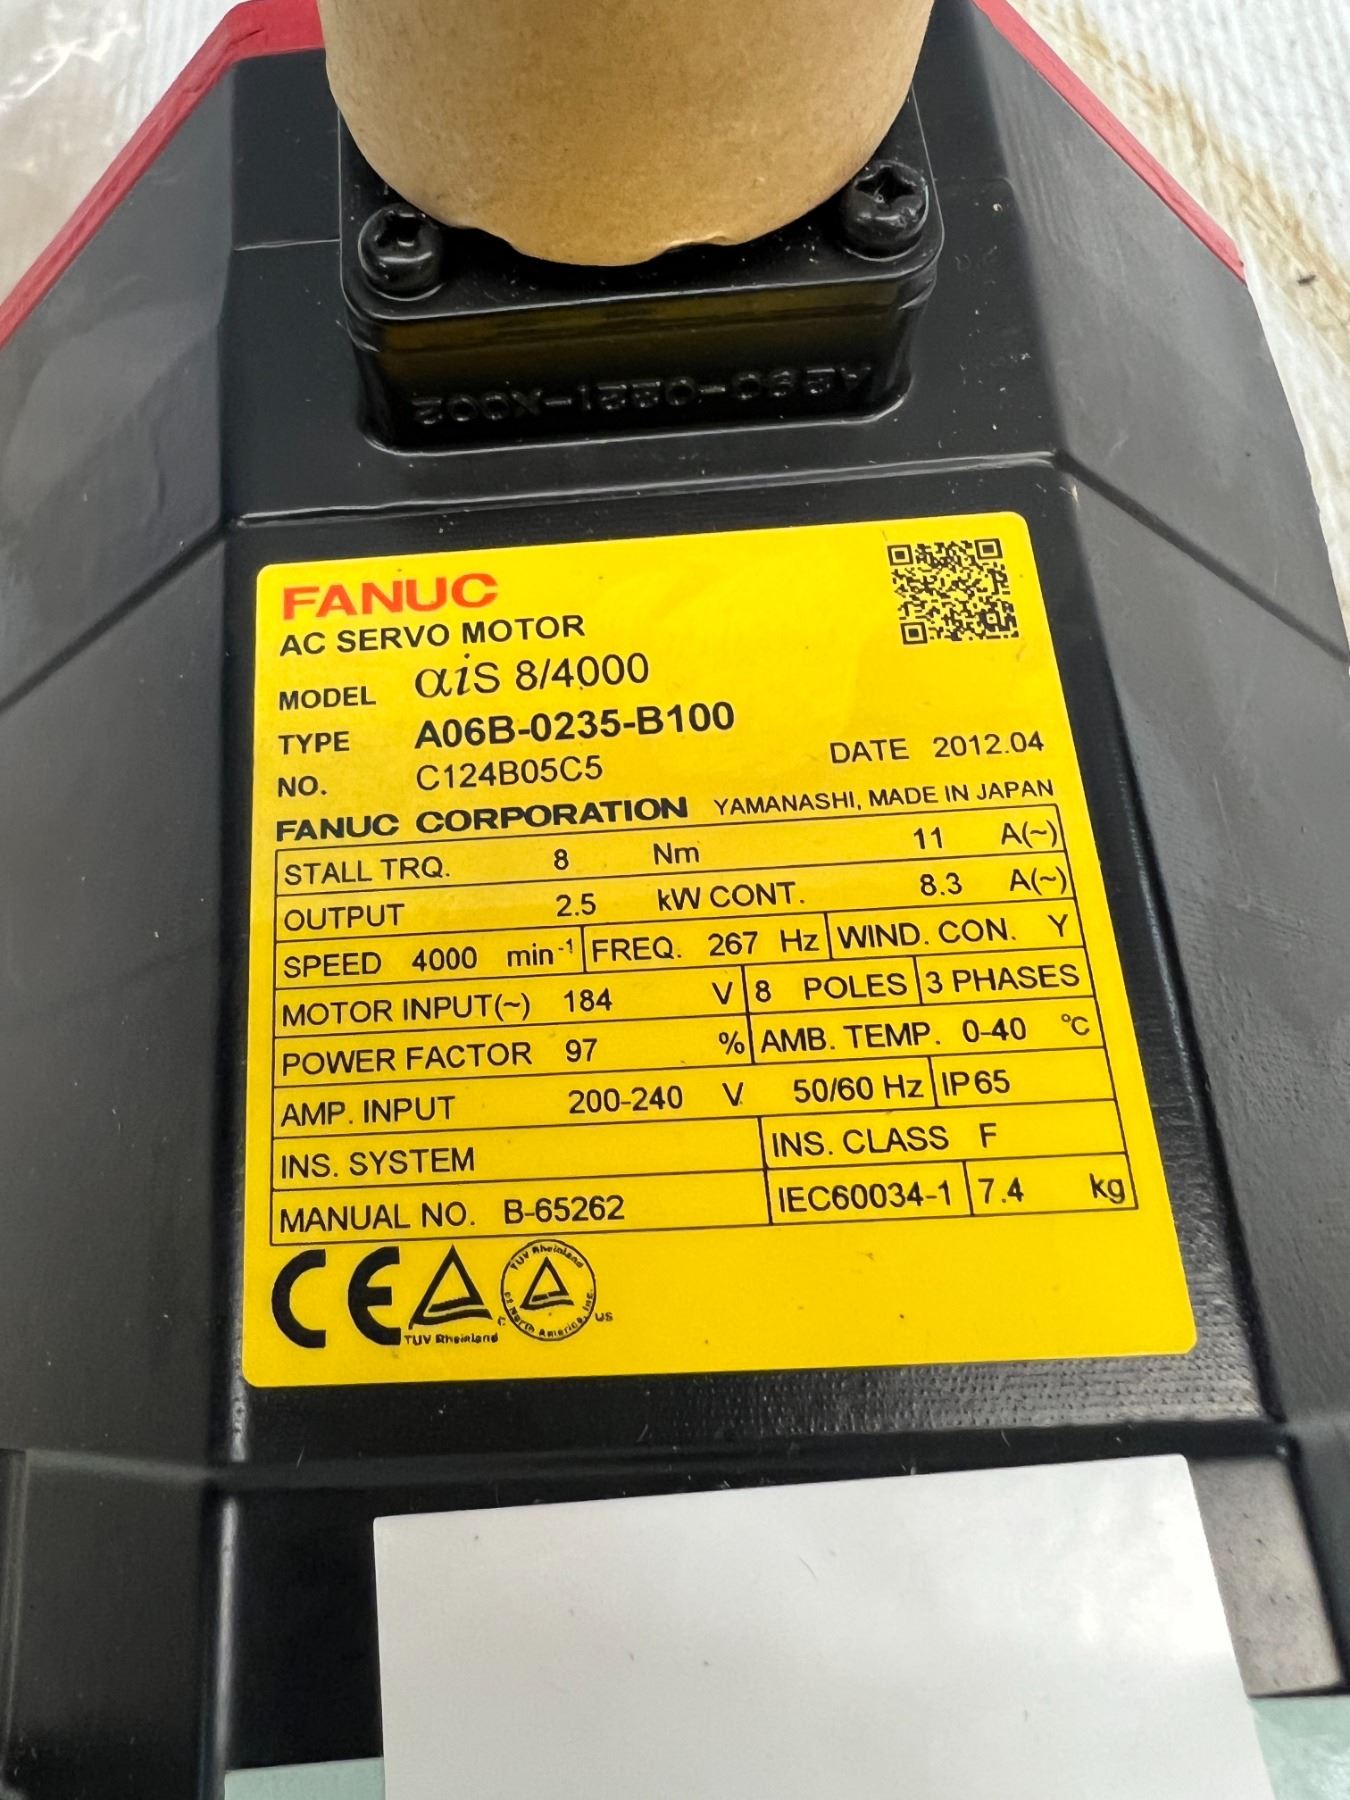 A290-0221-X002
FANUC
AC SERVO MOTOR
MODEL αiS 8/4000
TYPE A06B-0235-B100
NO. C124B05C5 DATE 2012.04
FANUC CORPORATION YAMANASHI, MADE IN JAPAN
STALL TRQ. 8 Nm 11 A(~)
OUTPUT 2.5 kW CONT. 8.3 A(~)
SPEED 4000 min-1 FREQ. 267 Hz WIND. CON. Y
MOTOR INPUT(~) 184 V 8 POLES 3 PHASES
POWER FACTOR 97 % AMB. TEMP. 0-40 °C
AMP. INPUT 200-240 V 50/60 Hz IP65
INS. SYSTEM INS. CLASS F
MANUAL NO. B-65262 IEC60034-1 7.4 kg
CE TUV Rheinland
TUV Rheinland
of North America, Inc.
C US